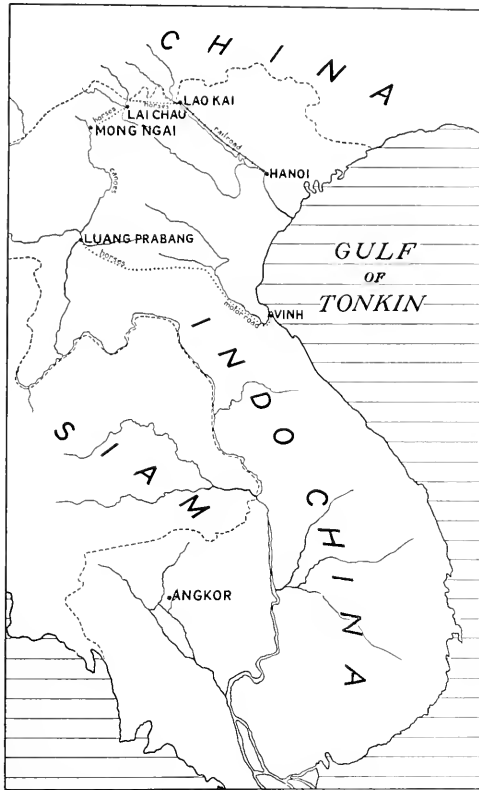 CHINA
LAO KAI
horses
LAI CHAU
horses
MONG NGAI
railroad
HANOI
canoes
LUANG PRABANG
horses
GULF
OF
TONKIN
motor road
VINH
INDO CHINA
SIAM
ANGKOR